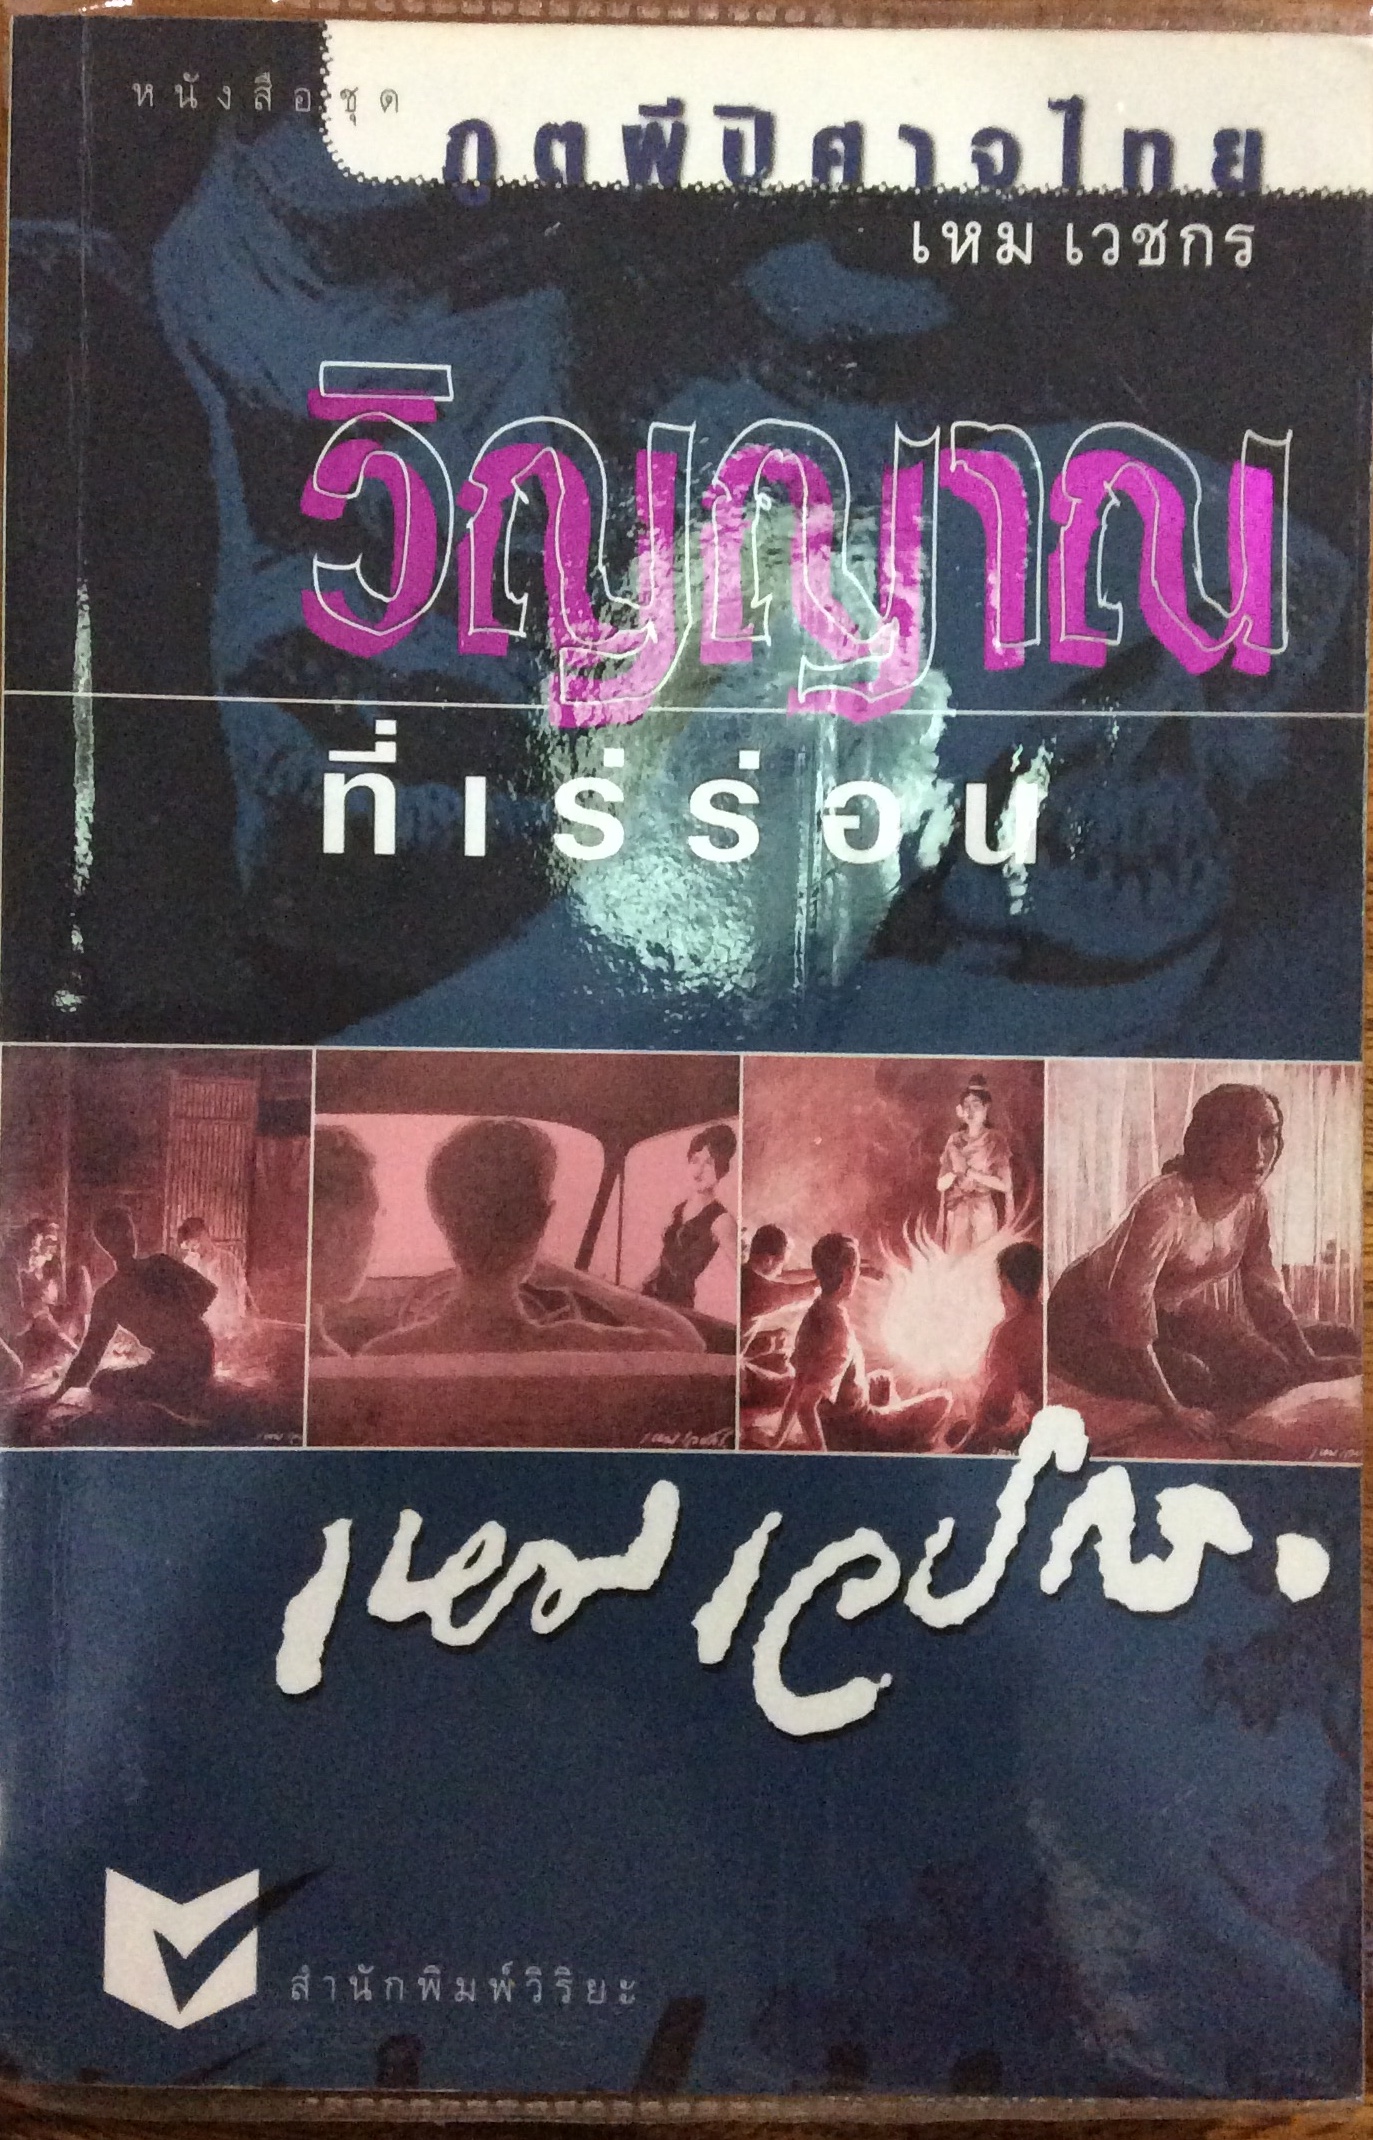 หนังสือชุด
ภูตผีปิศาจไทย
เหม เวชกร
วิญญาณ
ที่เร่ร่อน
เหม เวชกร.
สำนักพิมพ์วิริยะ